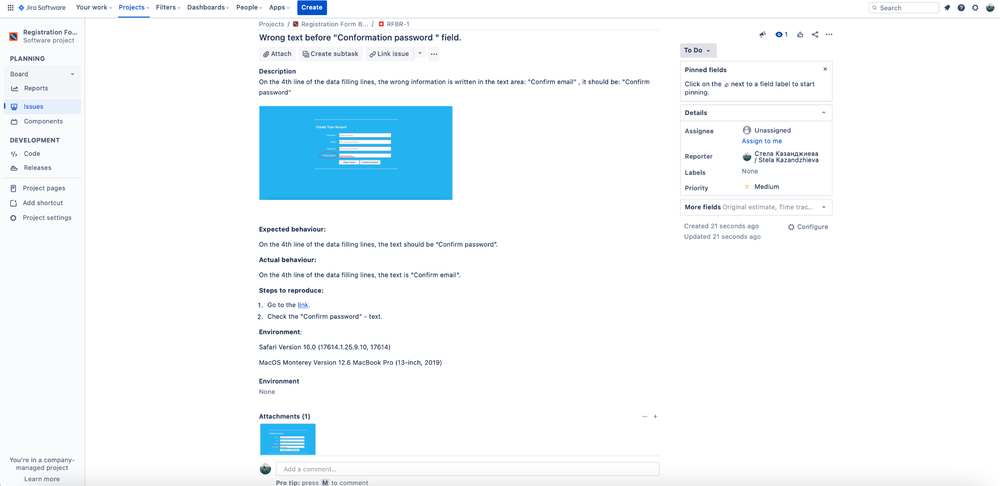 Jira Software Your work Projects Filters Dashboards People Apps Create Search
Registration Fo...
Software project
PLANNING
Board
Reports
Issues
Components
DEVELOPMENT
Code
Releases
Project pages
Add shortcut
Project settings
You're in a company-
managed project
Learn more
Projects / Registration Form B... / RFBR-1
Wrong text before "Conformation password " field.
Attach Create subtask Link issue
Description
On the 4th line of the data filling lines, the wrong information is written in the text area: "Confirm email" , it should be: "Confirm
password"
Create Your Acount
Username
Email
Password
Confirm Email
Clear Form Create Account
Expected behaviour:
On the 4th line of the data filling lines, the text should be “Confirm password”.
Actual behaviour:
On the 4th line of the data filling lines, the text is "Confirm email".
Steps to reproduce:
1. Go to the link.
2. Check the "Confirm password" - text.
Environment:
Safari Version 16.0 (17614.1.25.9.10, 17614)
MacOS Monterey Version 12.6 MacBook Pro (13-inch, 2019)
Environment
None
Attachments (1)
Add a comment...
Pro tip: press M to comment
1
To Do
Pinned fields
Click on the next to a field label to start
pinning.
Details
Assignee Unassigned
Assign to me
Reporter Стела Казанджиева
/ Stela Kazandzhieva
Labels None
Priority Medium
More fields Original estimate, Time trac...
Created 21 seconds ago Configure
Updated 21 seconds ago